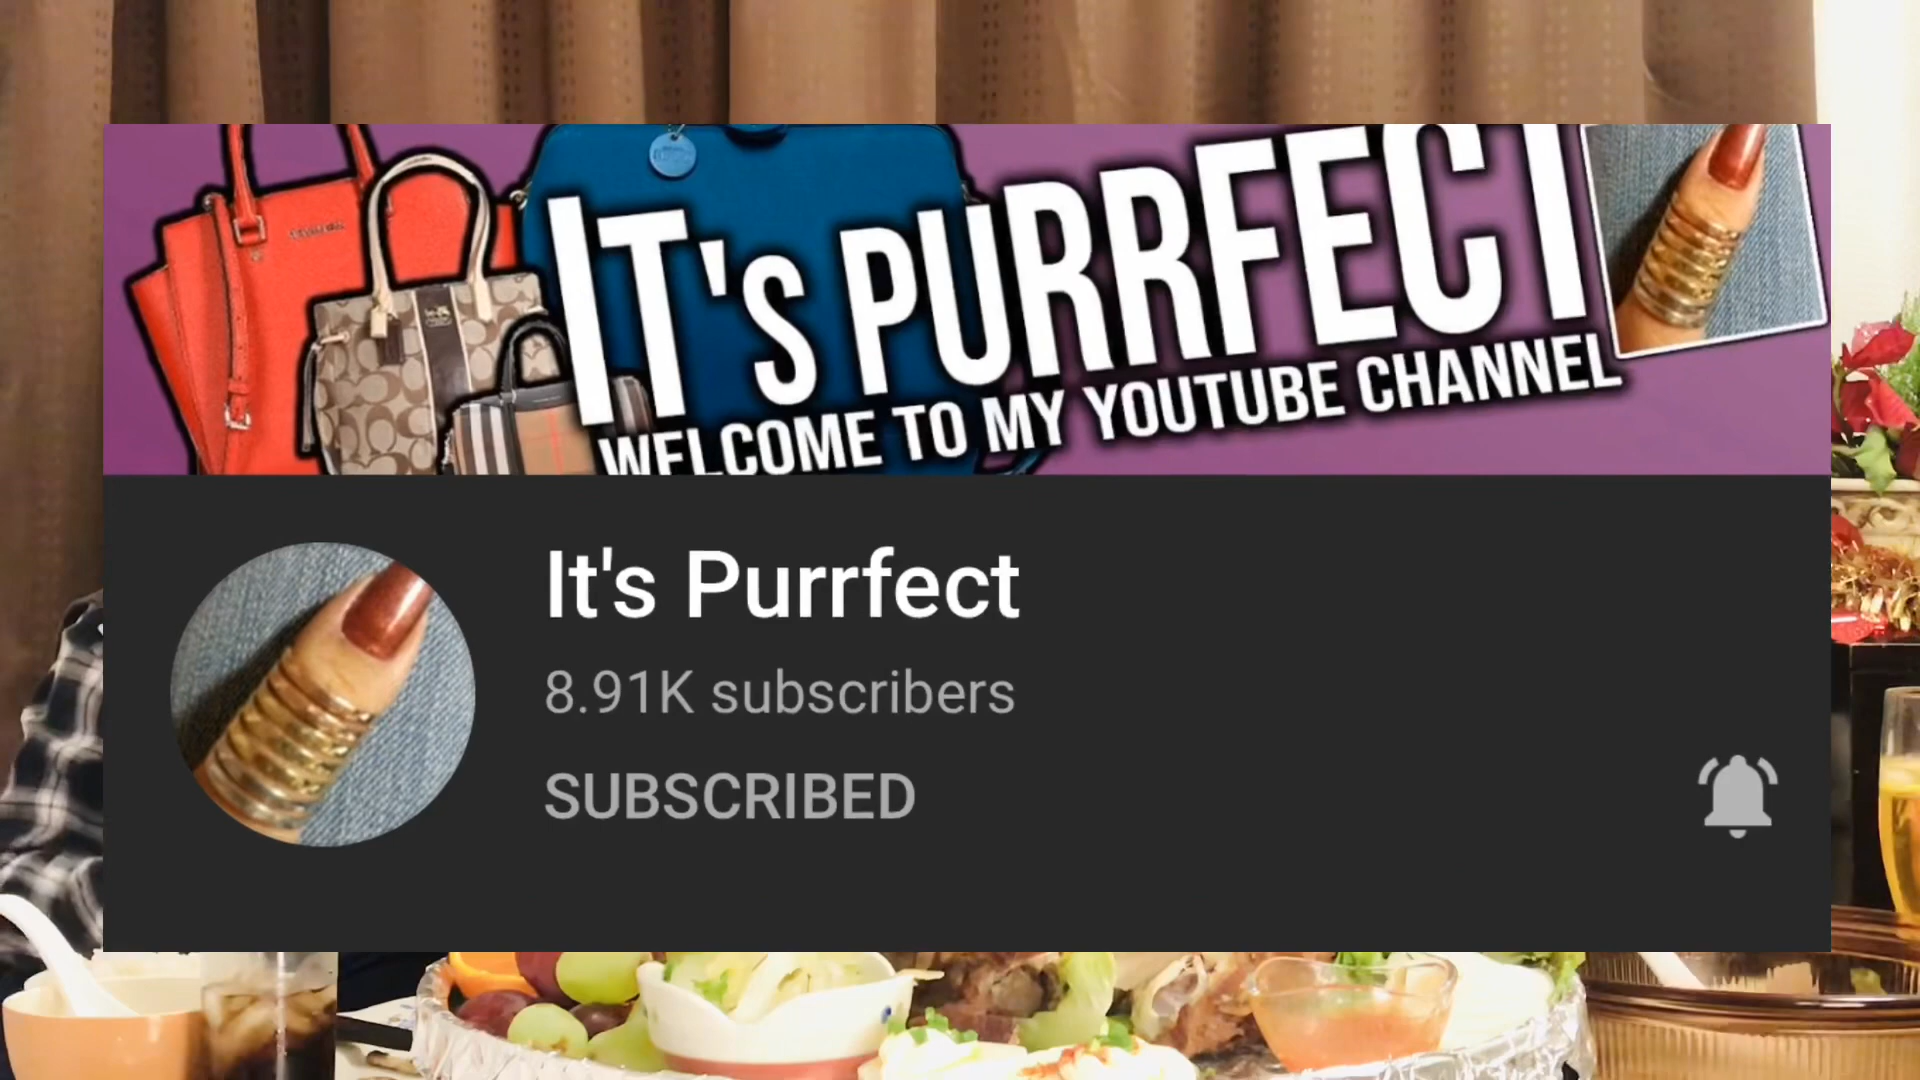 IT'S PURRFECT
WELCOME TO MY YOUTUBE CHANNEL
It's Purrfect
8.91K subscribers
SUBSCRIBED